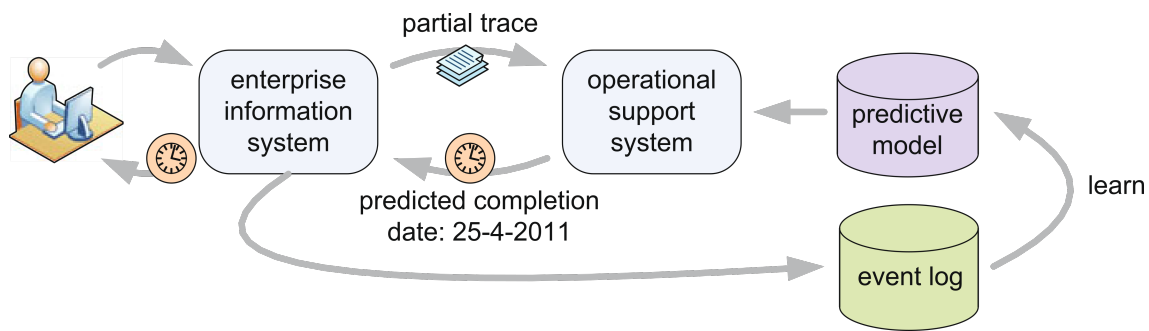 partial trace
enterprise
information
system
operational
support
system
predictive
model
learn
predicted completion
date: 25-4-2011
event log